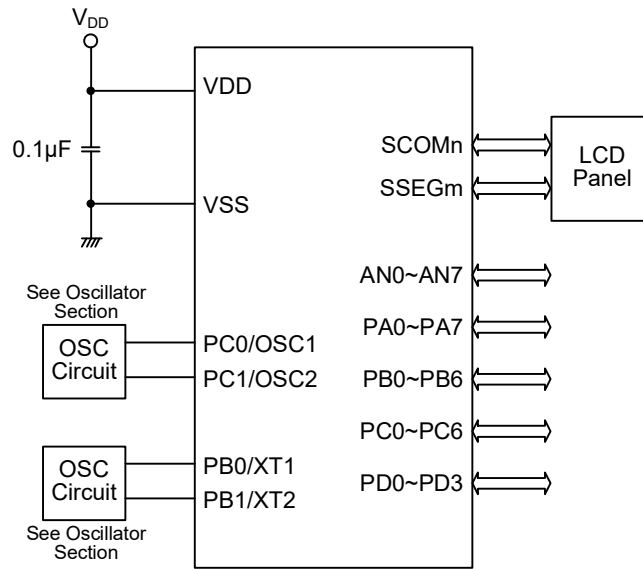 VDD
VDD
0.1µF
VSS
See Oscillator
Section
OSC
Circuit
PC0/OSC1
PC1/OSC2
OSC
Circuit
PB0/XT1
PB1/XT2
See Oscillator
Section
SCOMn
SSEGm
LCD
Panel
AN0~AN7
PA0~PA7
PB0~PB6
PC0~PC6
PD0~PD3